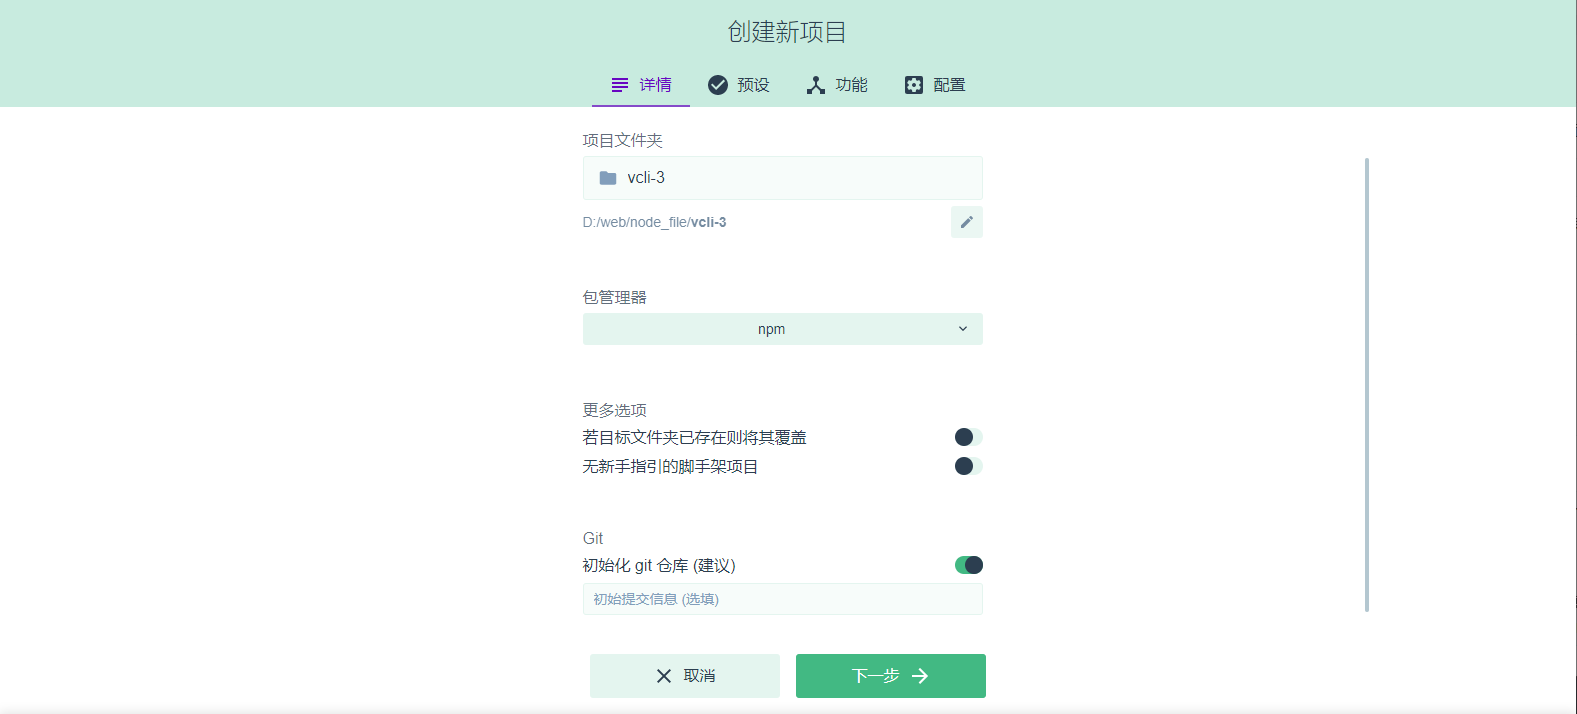 创建新项目
详情 预设 功能 配置
项目文件夹
vcli-3
D:/web/node_file/vcli-3
包管理器
npm
更多选项
若目标文件夹已存在则将其覆盖
无新手指引的脚手架项目
Git
初始化 git 仓库 (建议)
初始提交信息 (选填)
取消 下一步